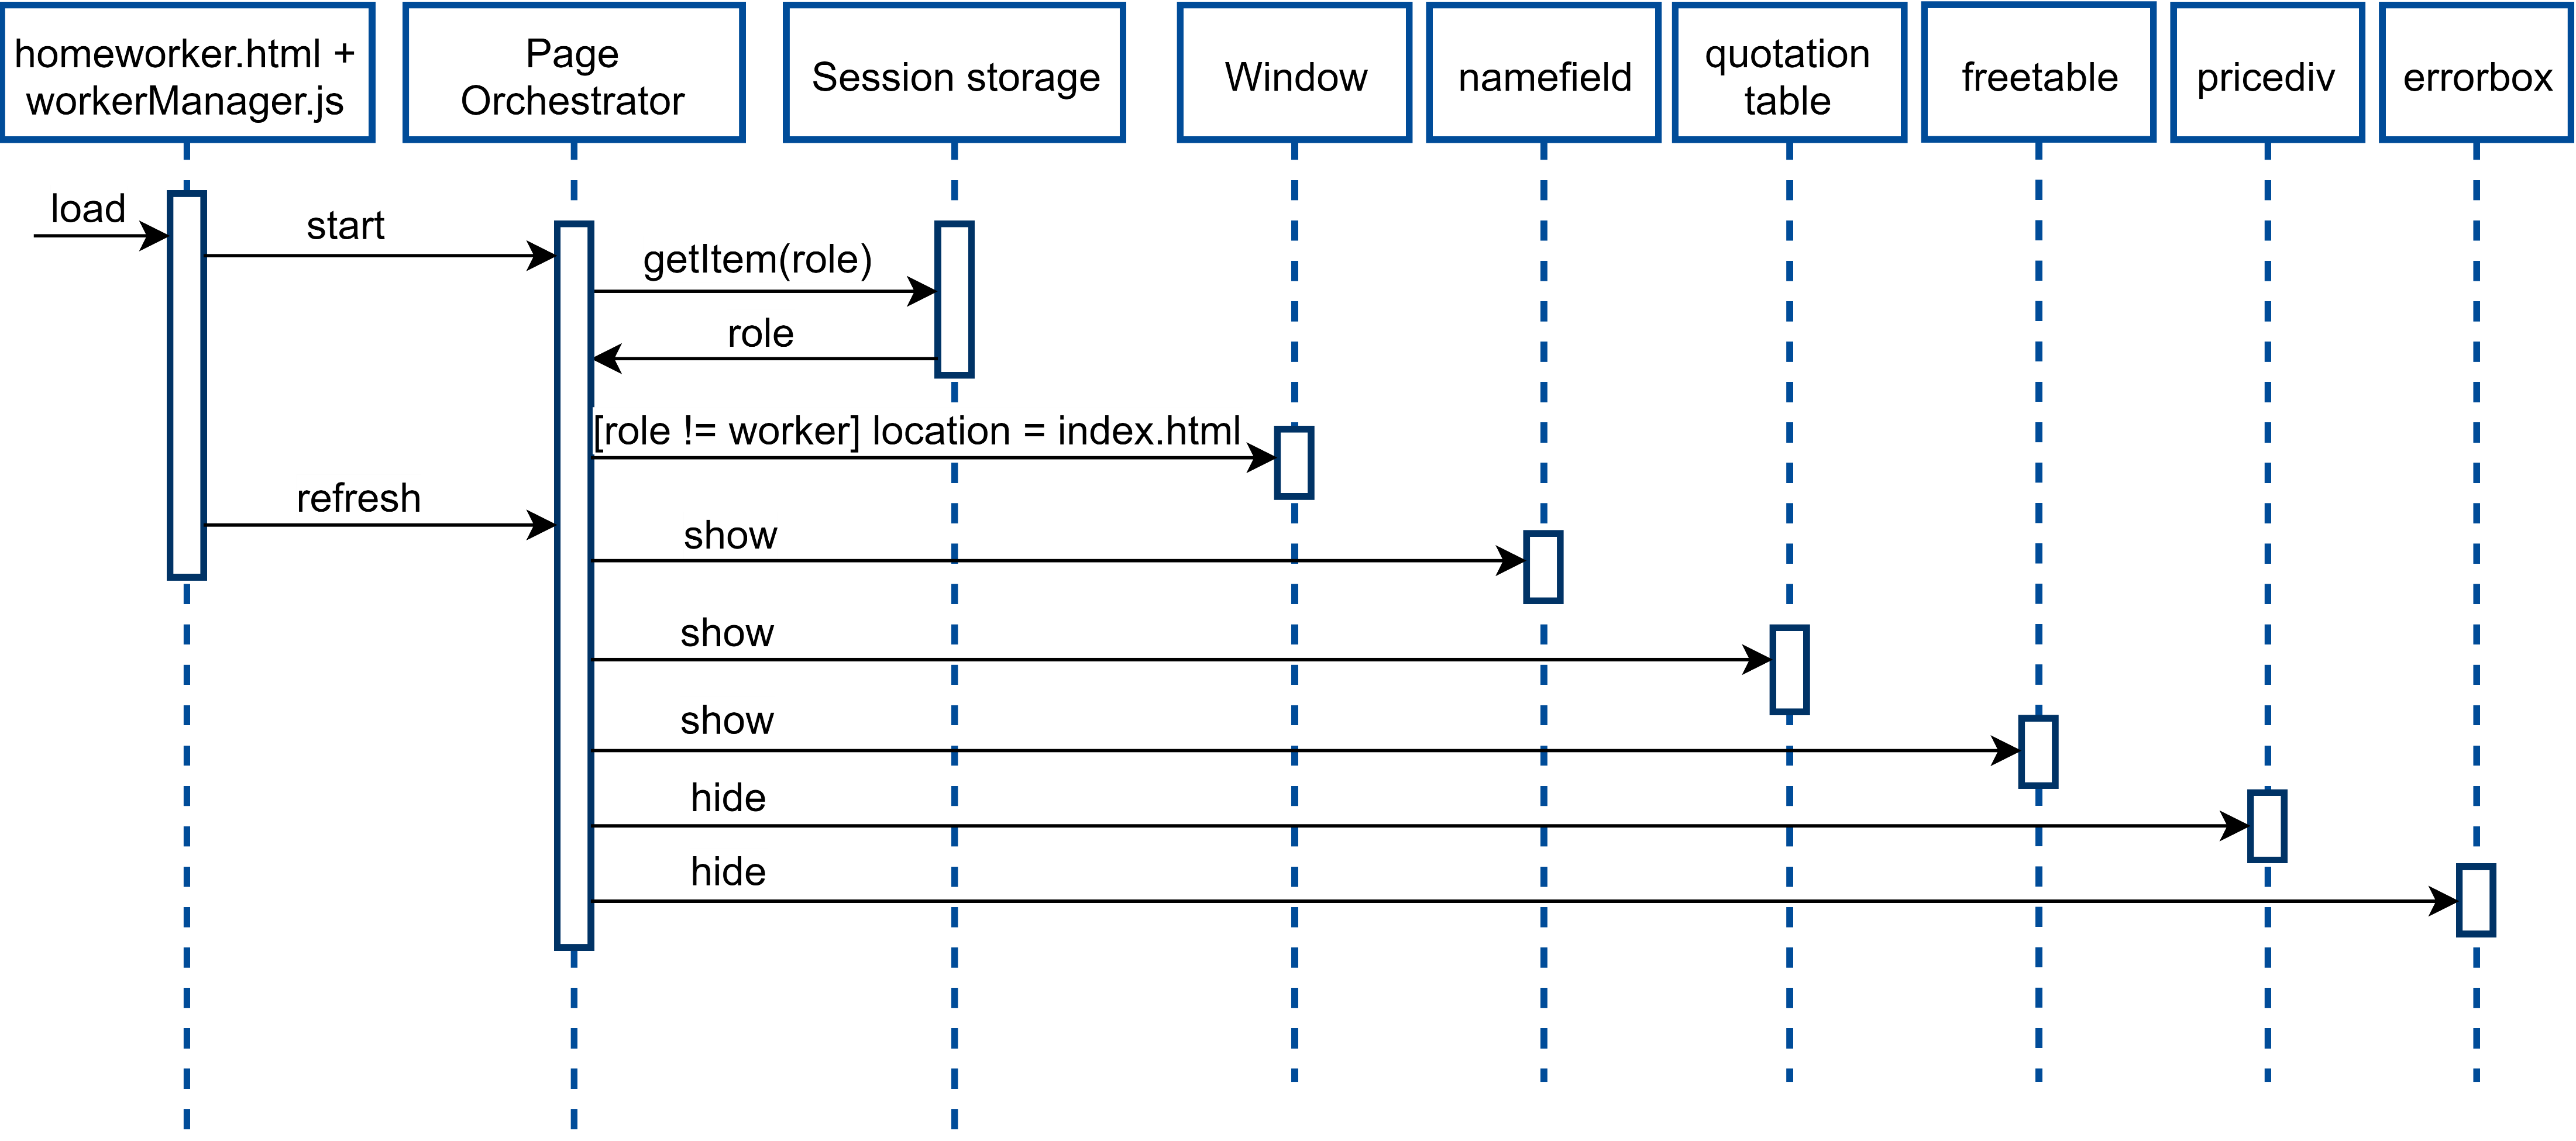 homeworker.html +
workerManager.js
Page
Orchestrator
Session storage
Window
namefield
quotation
table
freetable
pricediv
errorbox
load
start
getItem(role)
role
[role != worker] location = index.html
refresh
show
show
show
hide
hide